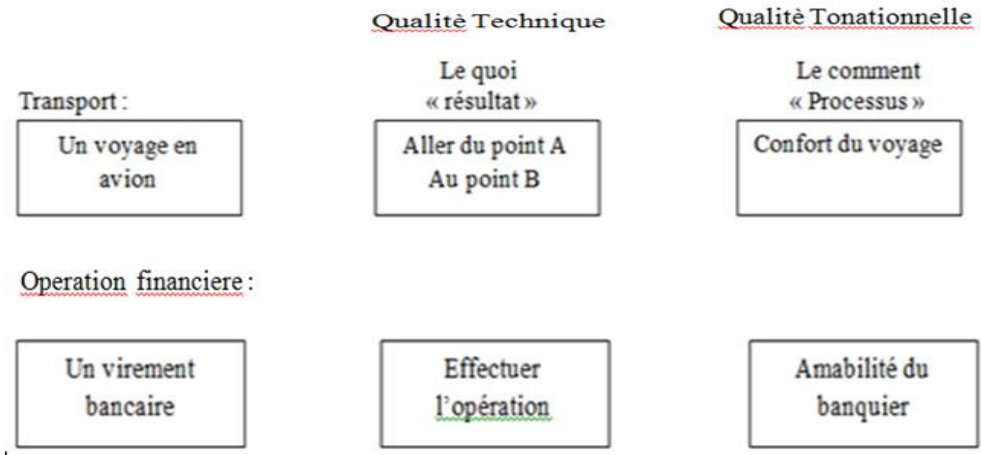 Qualitè Technique
Qualitè Tonationnelle
Le quoi
« résultat »
Le comment
« Processus »
Transport :
Un voyage en
avion
Aller du point A
Au point B
Confort du voyage
Operation financiere :
Un virement
bancaire
Effectuer
l'opération
Amabilité du
banquier